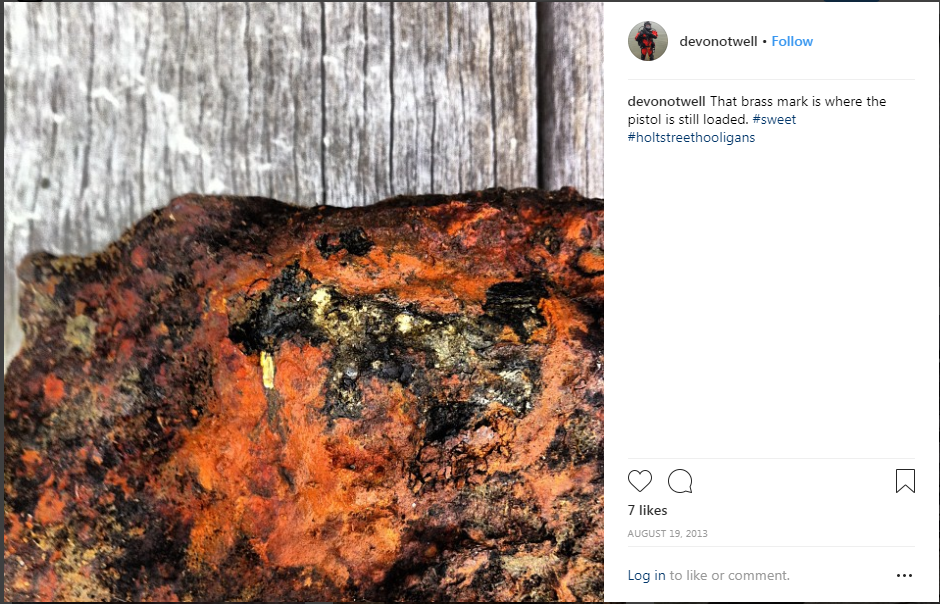 devonotwell • Follow
devonotwell That brass mark is where the
pistol is still loaded. #sweet
#holtstreethooligans
7 likes
AUGUST 19, 2013
Log in to like or comment.